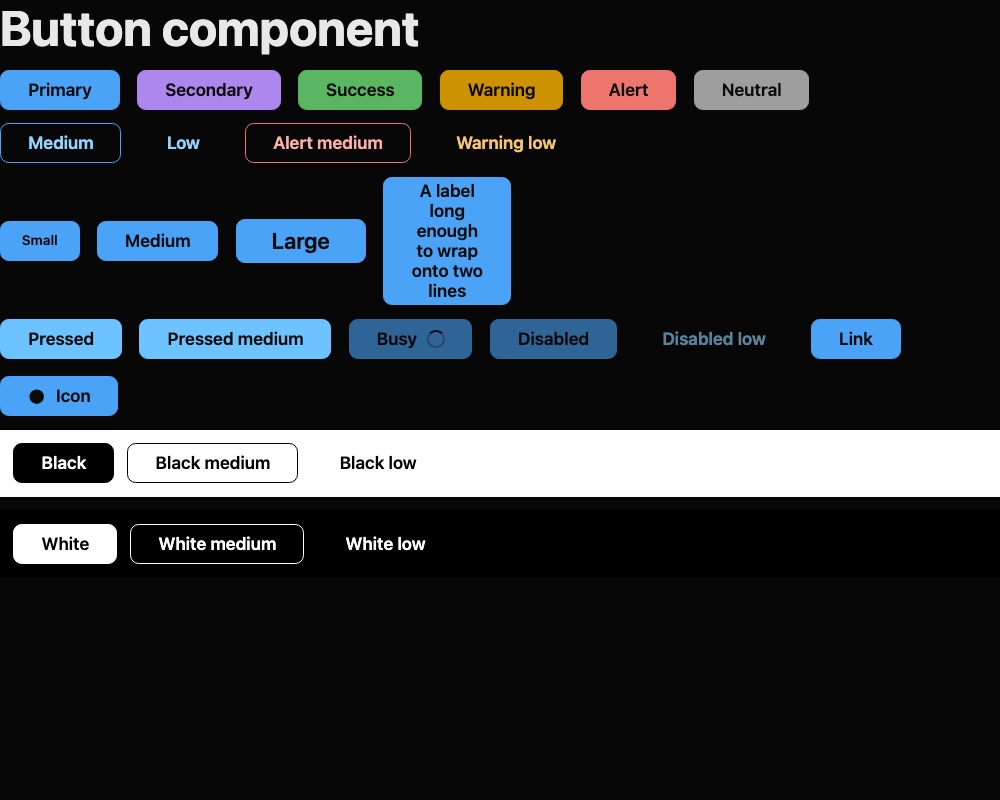 Button component
Primary Secondary Success Warning Alert Neutral
Medium Low Alert medium Warning low
Small Medium Large
A label
long
enough
to wrap
onto two
lines
Pressed Pressed medium Busy Disabled Disabled low Link
Icon
Black Black medium Black low
White White medium White low